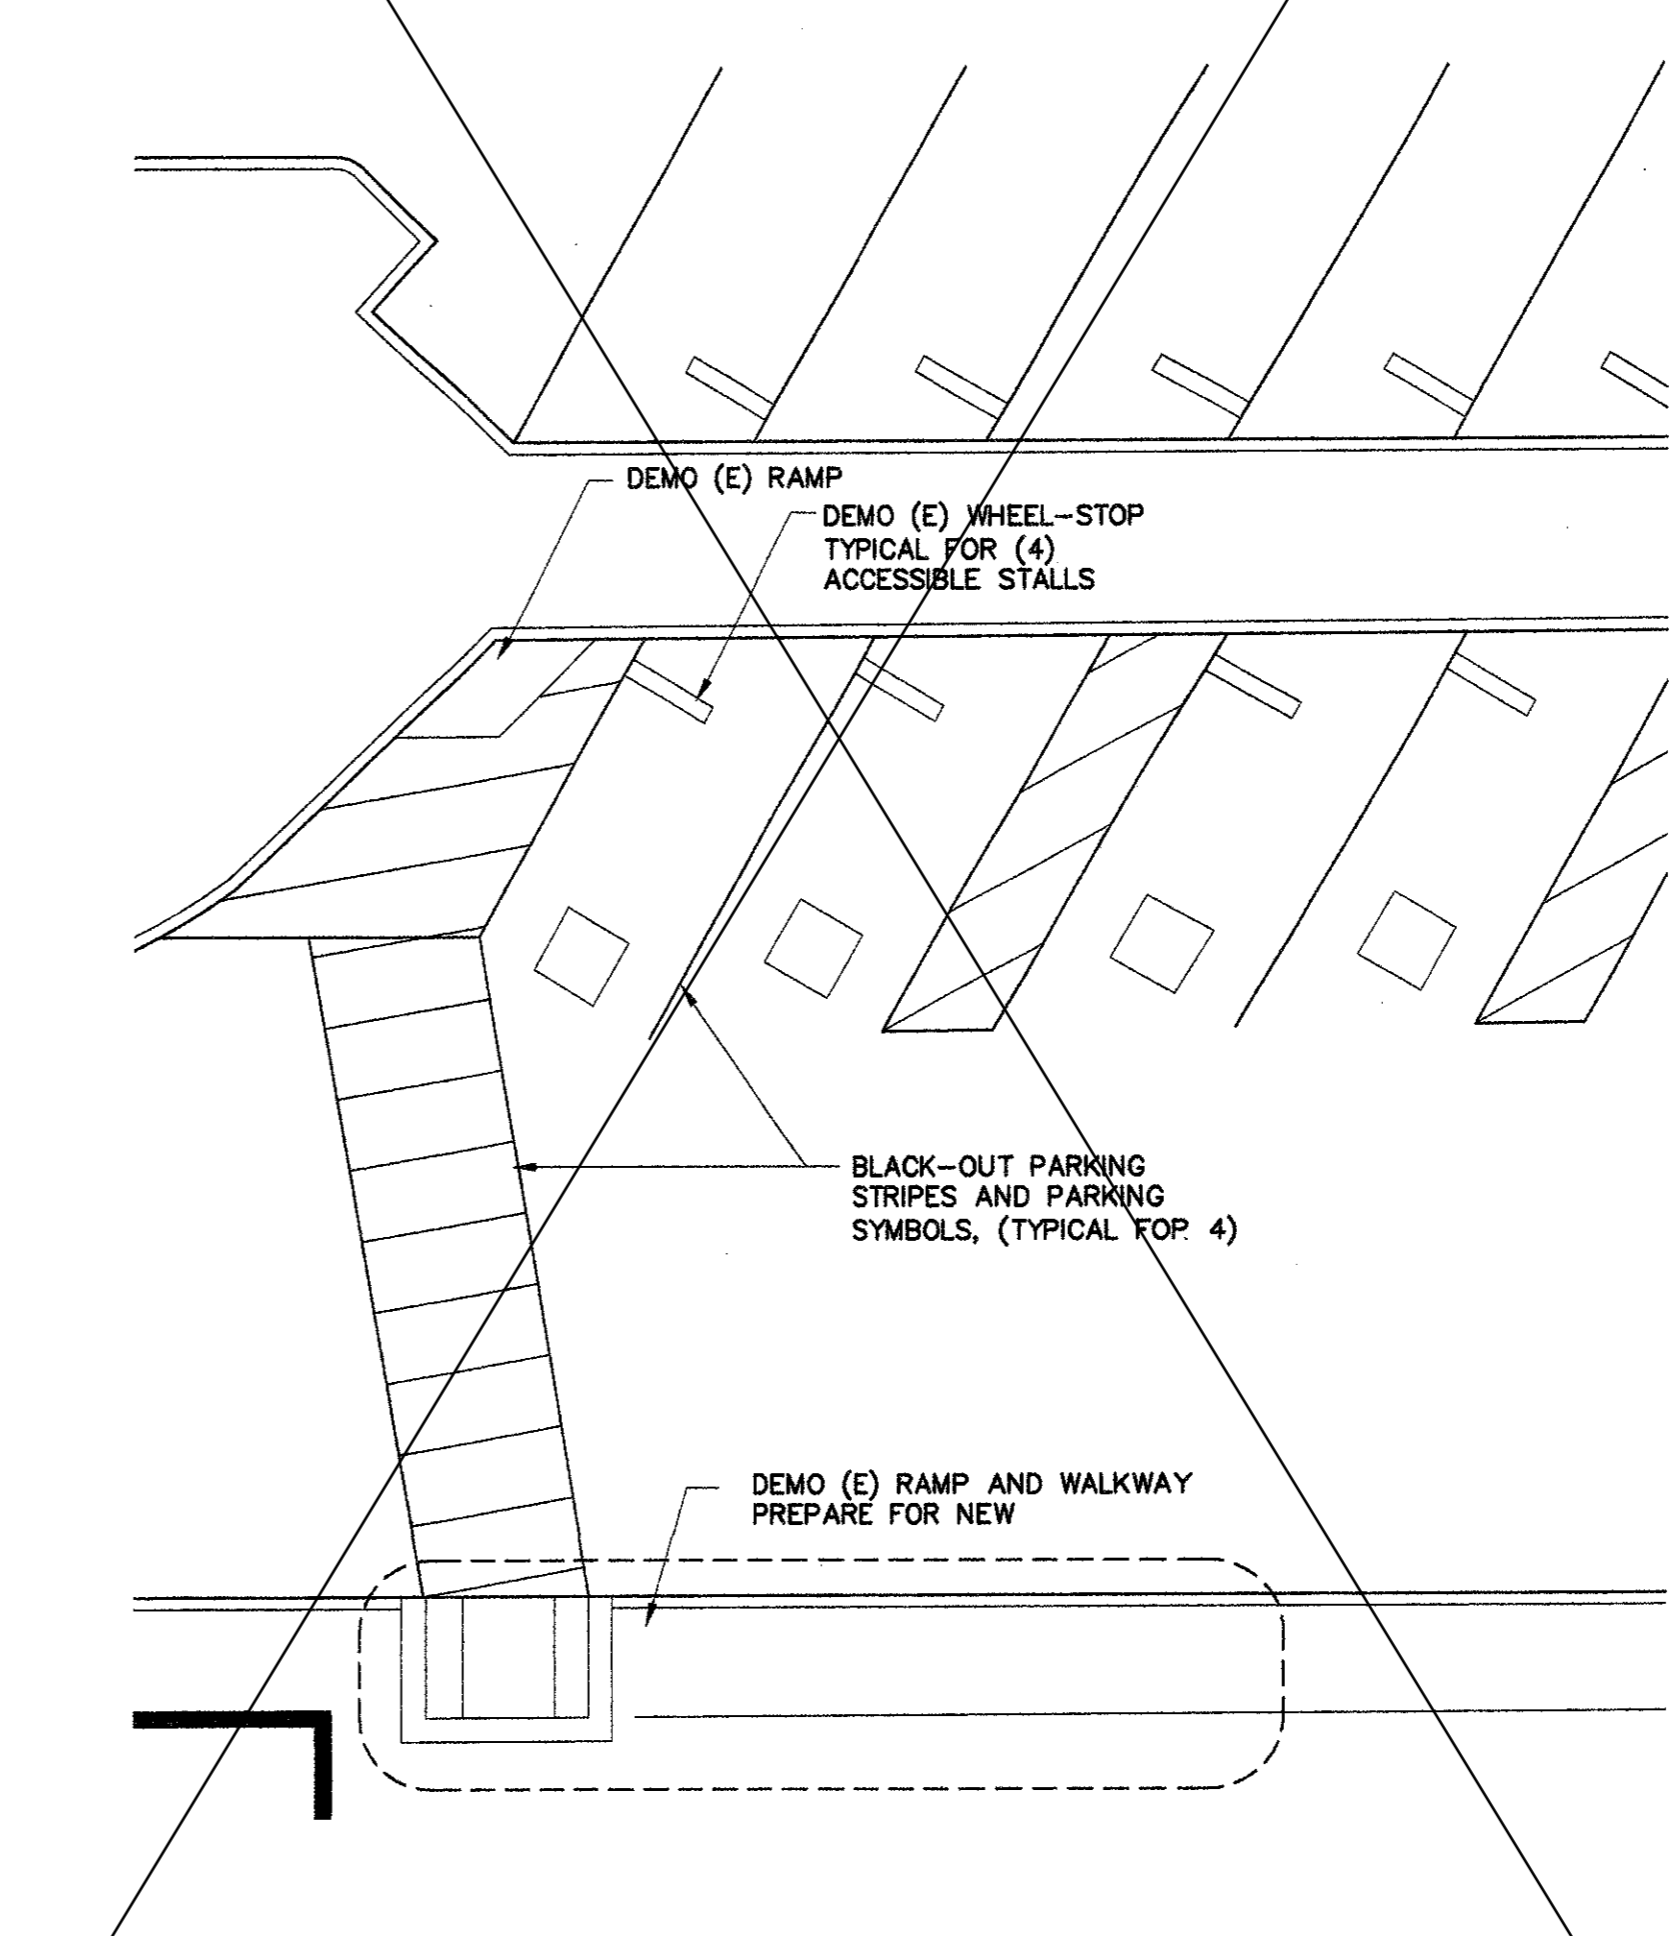 DEMO (E) RAMP
DEMO (E) WHEEL-STOP
TYPICAL FOR (4)
ACCESSIBLE STALLS
BLACK-OUT PARKING
STRIPES AND PARKING
SYMBOLS, (TYPICAL FOR 4)
DEMO (E) RAMP AND WALKWAY
PREPARE FOR NEW